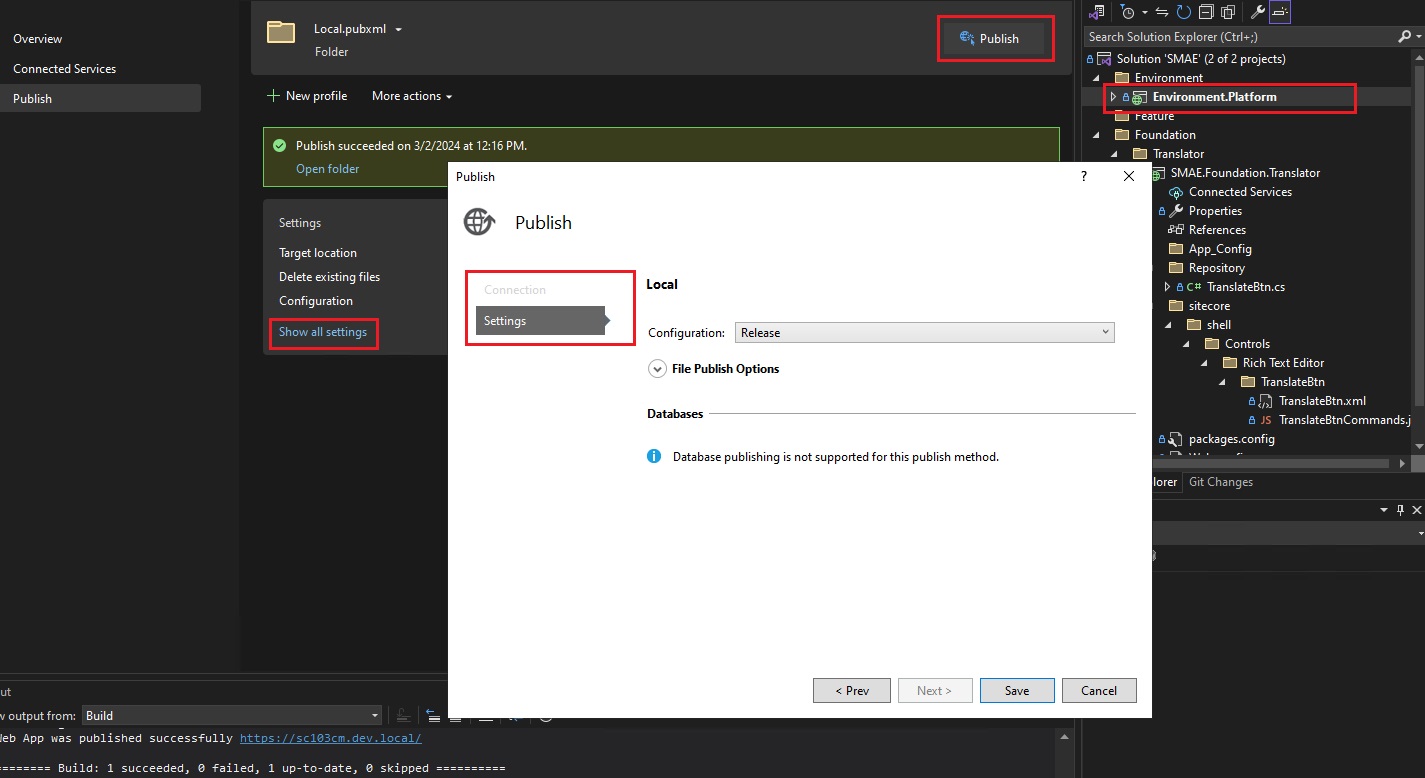 Overview
Connected Services
Publish
Local.pubxml
Folder
Publish
New profile
More actions
Publish succeeded on 3/2/2024 at 12:16 PM.
Open folder
Settings
Target location
Delete existing files
Configuration
Show all settings
Publish
?
Publish
Connection
Settings
Local
Configuration: Release
File Publish Options
Databases
Database publishing is not supported for this publish method.
< Prev
Next >
Save
Cancel
Search Solution Explorer (Ctrl+;)
Solution 'SMAE' (2 of 2 projects)
Environment
Environment.Platform
Feature
Foundation
Translator
SMAE.Foundation.Translator
Connected Services
Properties
References
App_Config
Repository
C# TranslateBtn.cs
sitecore
shell
Controls
Rich Text Editor
TranslateBtn
TranslateBtn.xml
JS TranslateBtnCommands.j
packages.config
lorer
Git Changes
ut
w output from: Build
Web App was published successfully https://sc103cm.dev.local/
======== Build: 1 succeeded, 0 failed, 1 up-to-date, 0 skipped ==========